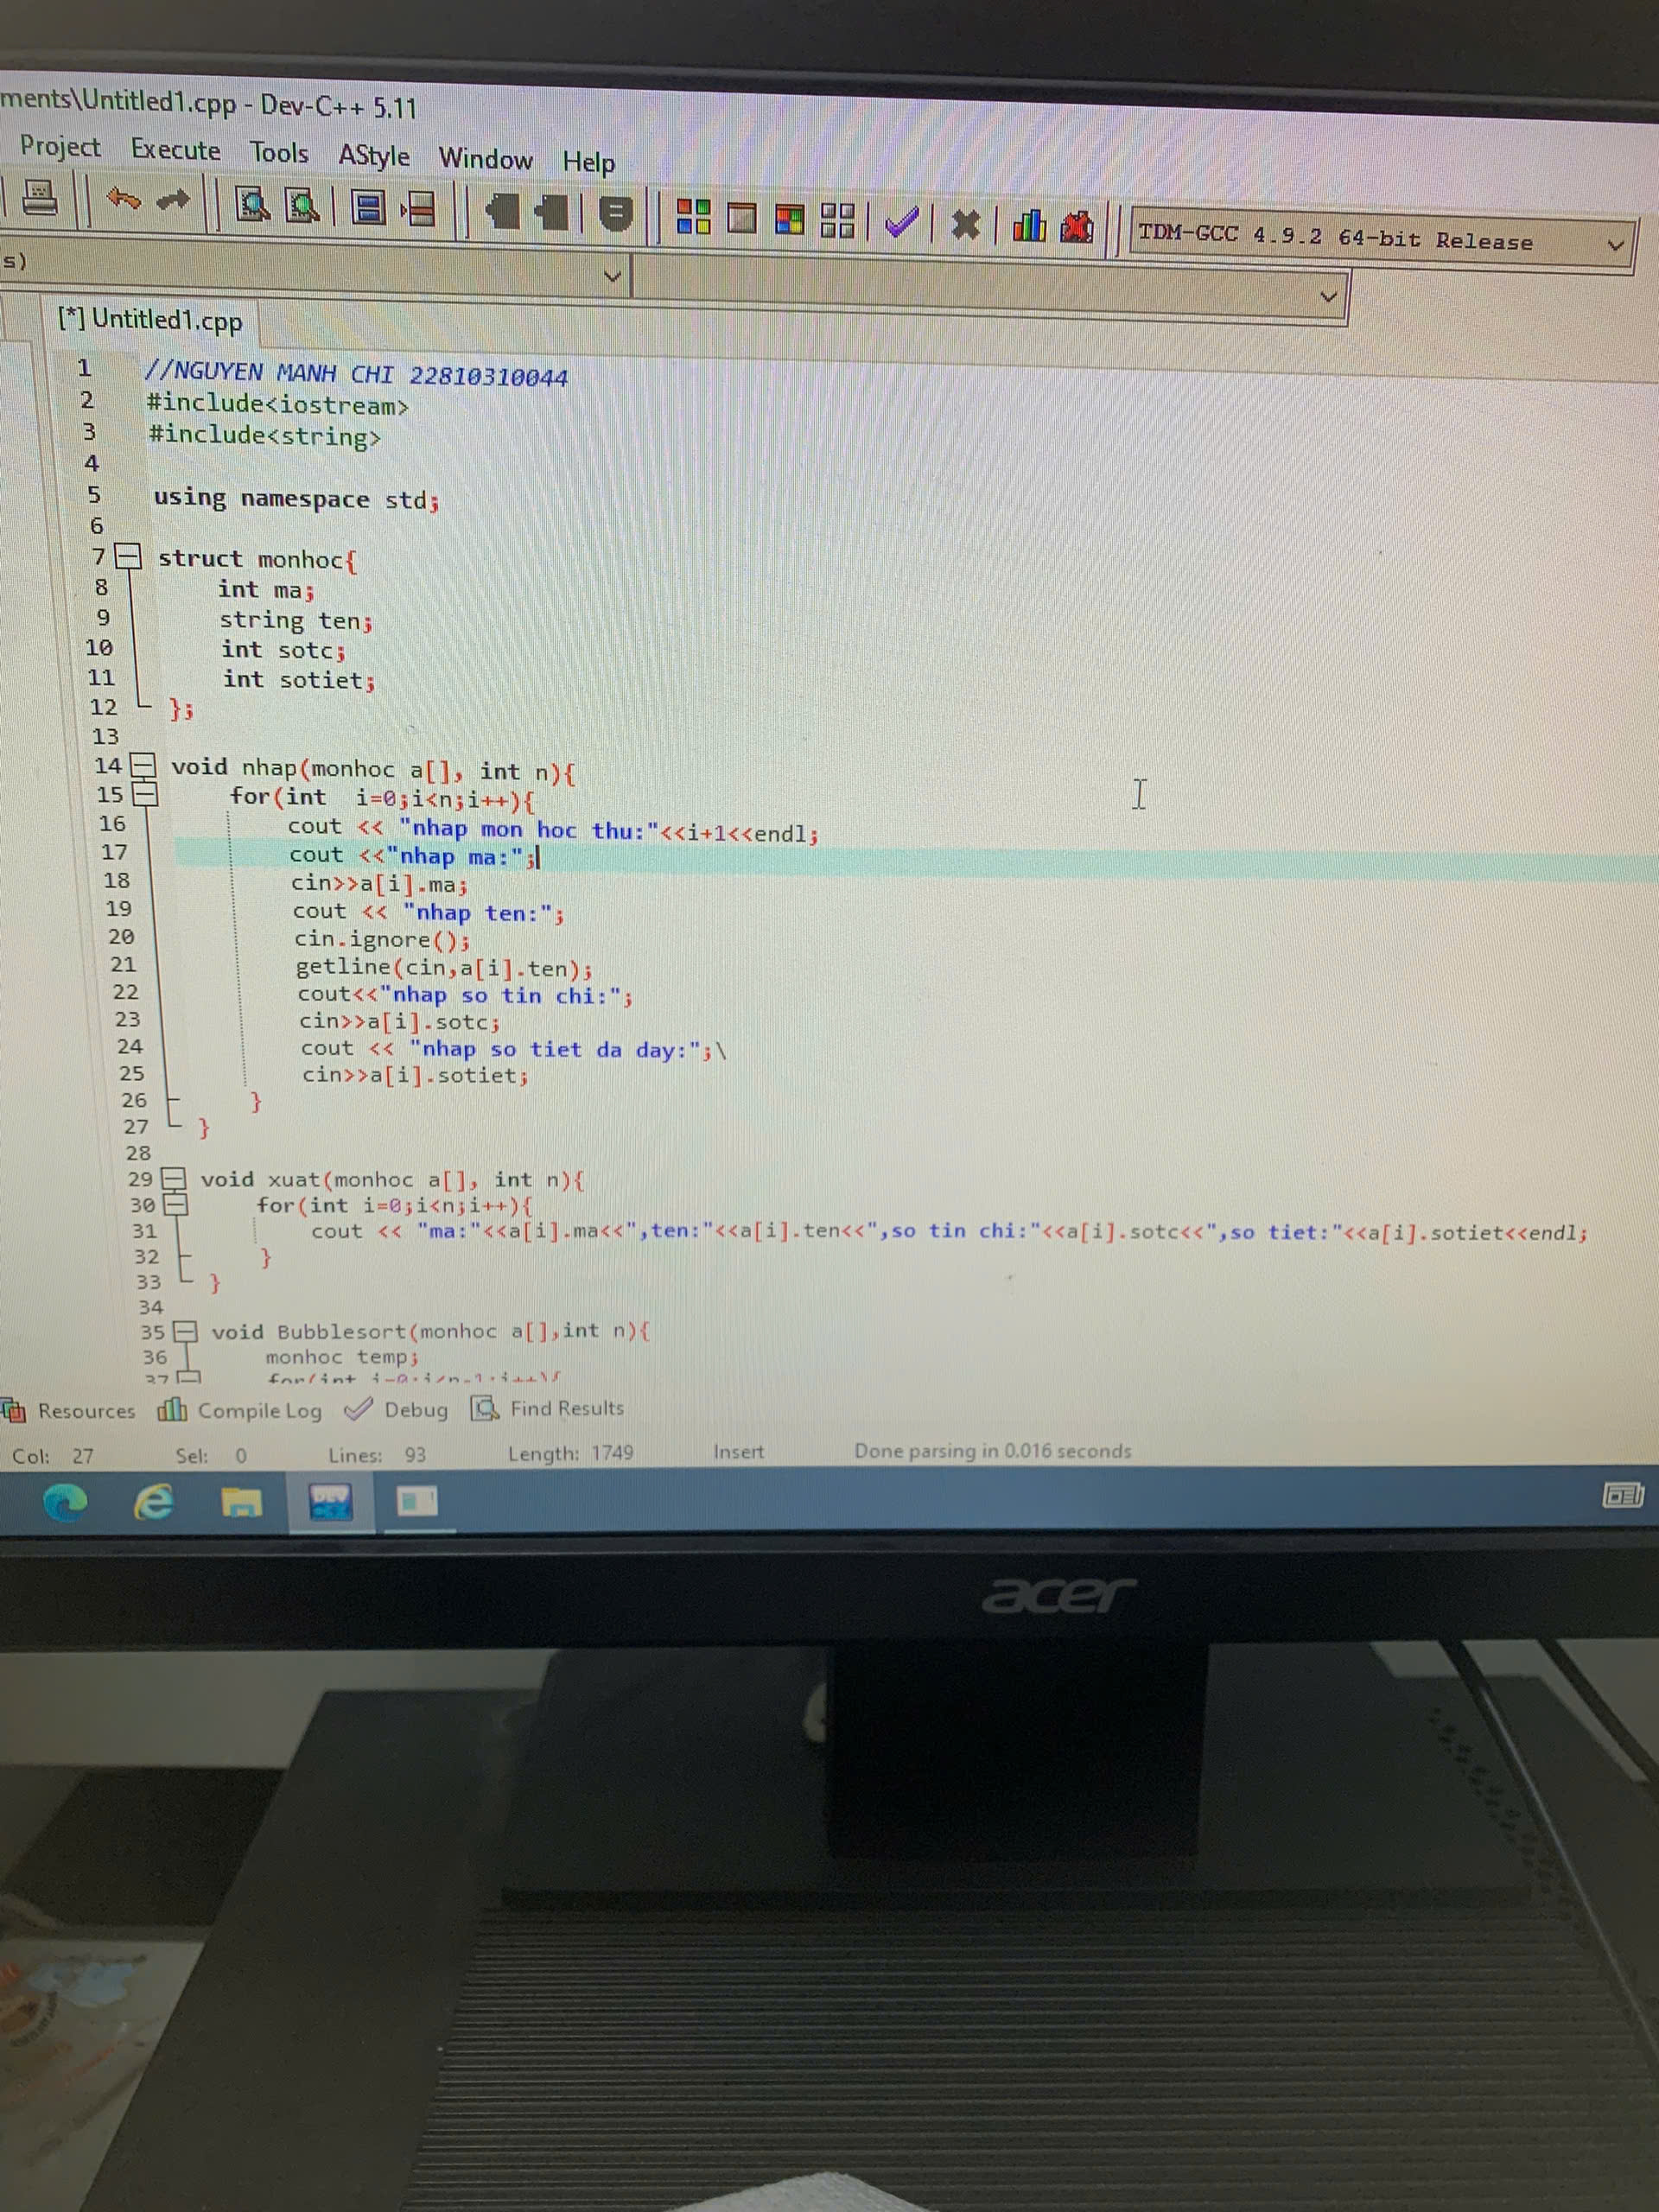 ments\Untitled1.cpp - Dev-C++ 5.11
Project Execute Tools AStyle Window Help
TDM-GCC 4.9.2 64-bit Release
s)
[*] Untitled1.cpp
1 //NGUYEN MANH CHI 22810310044
2 #include<iostream>
3 #include<string>
4
5 using namespace std;
6
7 struct monhoc{
8 int ma;
9 string ten;
10 int sotc;
11 int sotiet;
12 };
13
14 void nhap(monhoc a[], int n){
15 for(int  i=0;i<n;i++){
16 cout << "nhap mon hoc thu:"<<i+1<<endl;
17 cout <<"nhap ma:";
18 cin>>a[i].ma;
19 cout << "nhap ten:";
20 cin.ignore();
21 getline(cin,a[i].ten);
22 cout<<"nhap so tin chi:";
23 cin>>a[i].sotc;
24 cout << "nhap so tiet da day:";\
25 cin>>a[i].sotiet;
26 }
27 }
28
29 void xuat(monhoc a[], int n){
30 for(int i=0;i<n;i++){
31 cout << "ma:"<<a[i].ma<<",ten:"<<a[i].ten<<",so tin chi:"<<a[i].sotc<<",so tiet:"<<a[i].sotiet<<endl;
32 }
33 }
34
35 void Bubblesort(monhoc a[],int n){
36 monhoc temp;
37 for(int i=0;i<n-1;i++){
Resources Compile Log Debug Find Results
Col: 27 Sel: 0 Lines: 93 Length: 1749 Insert Done parsing in 0.016 seconds
DEV
acer